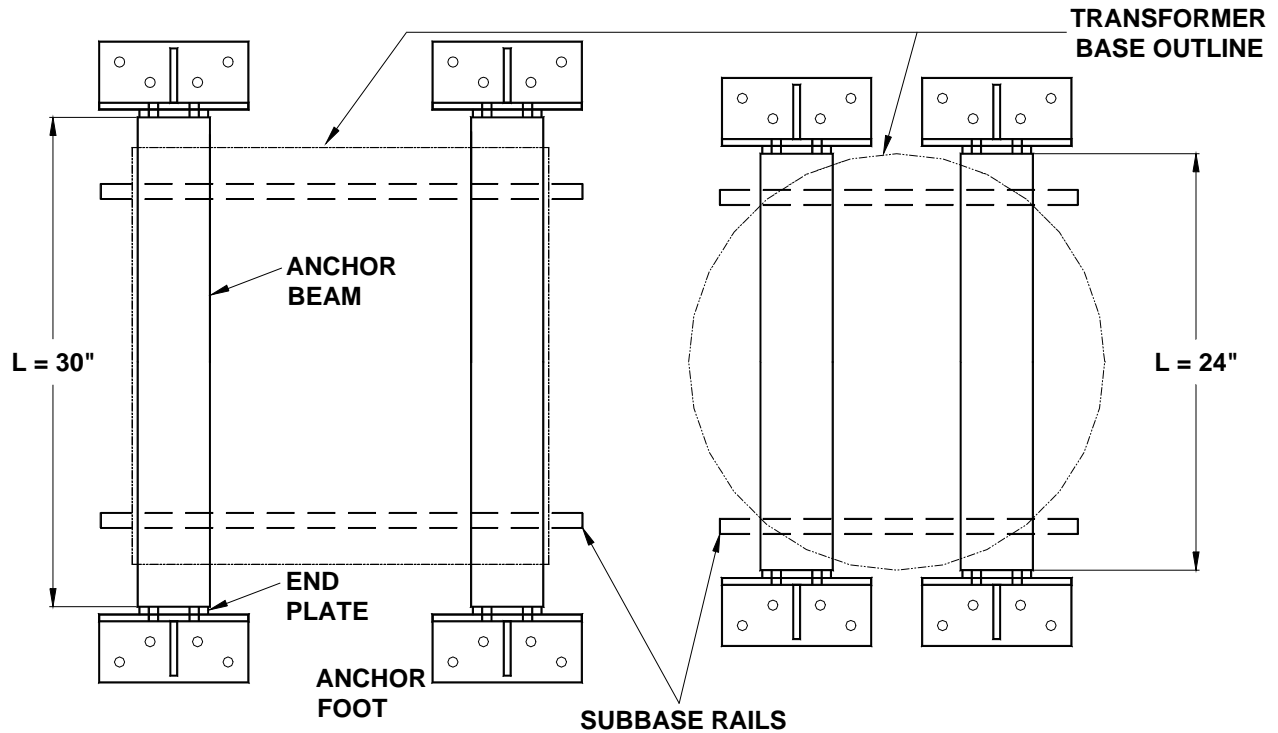 TRANSFORMER
BASE OUTLINE
ANCHOR
BEAM
L = 30"
L = 24"
END
PLATE
ANCHOR
FOOT
SUBBASE RAILS